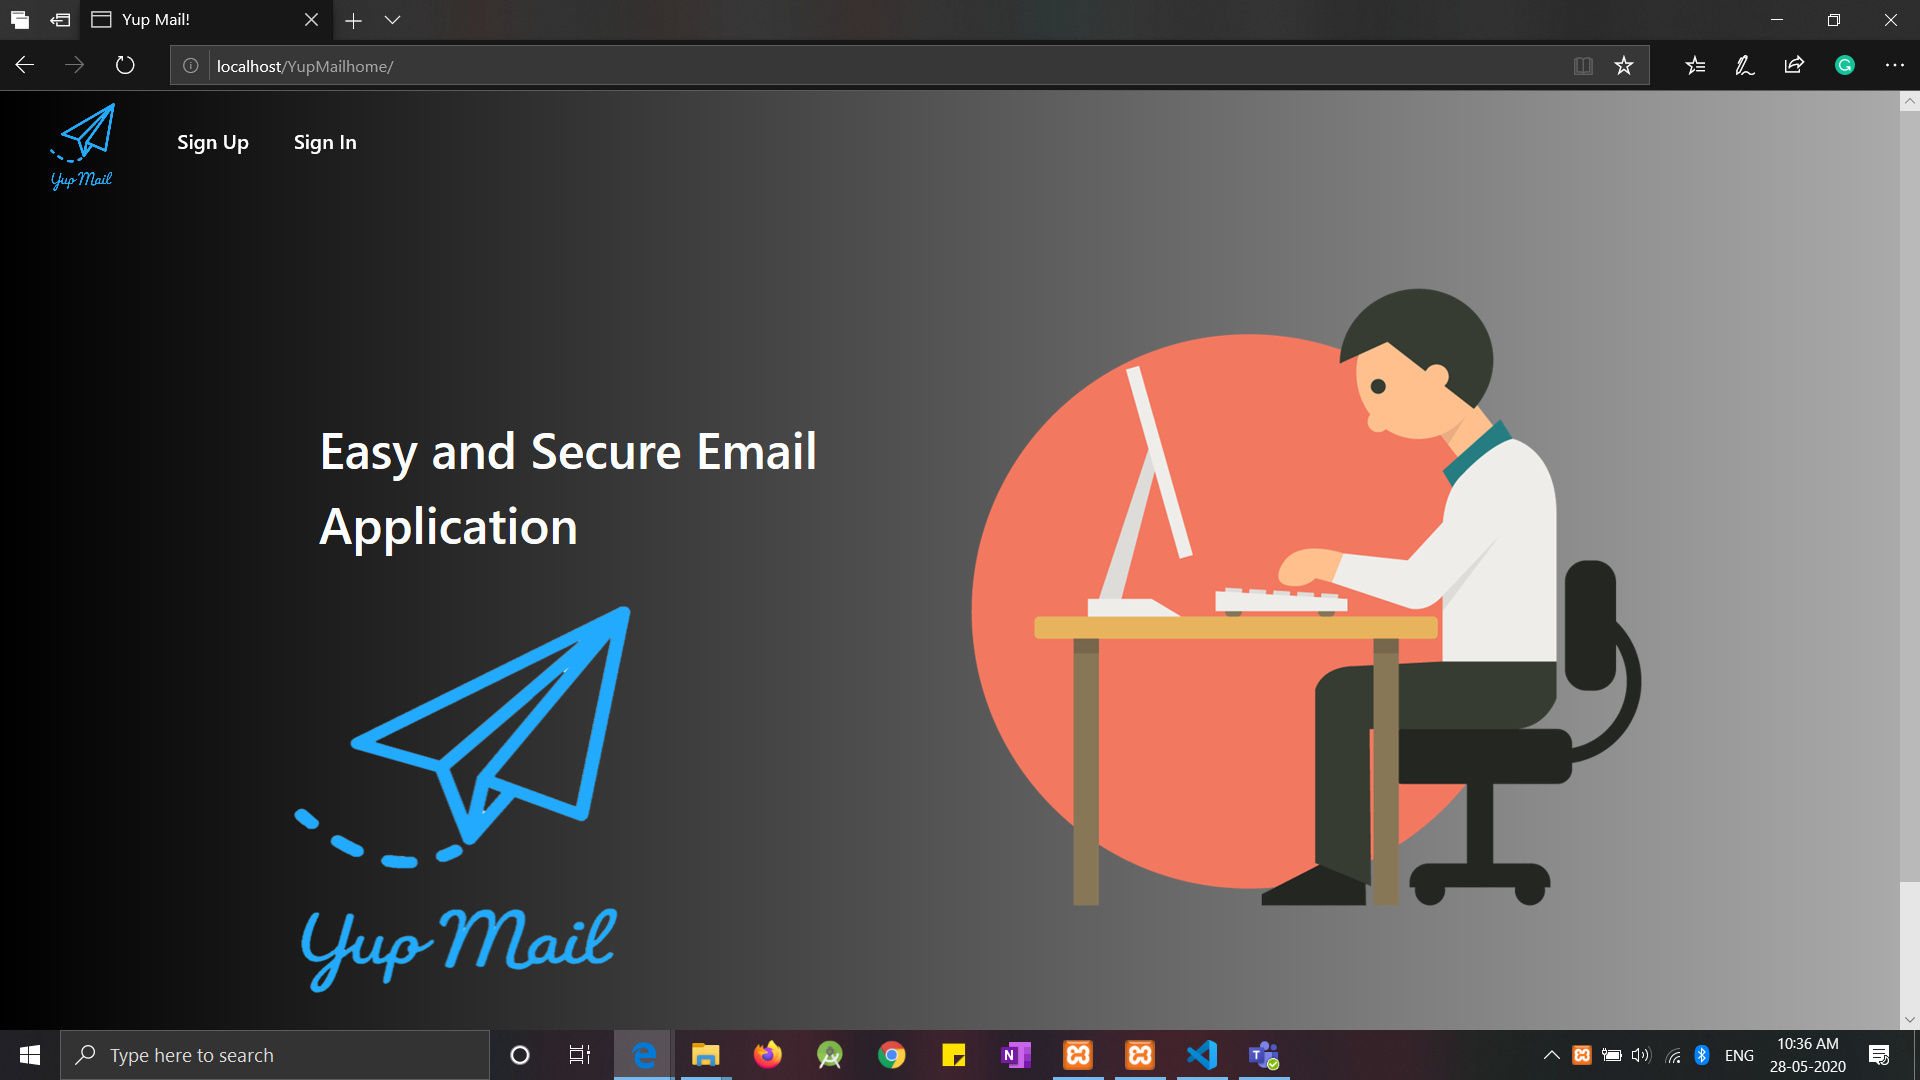 Yup Mail!
localhost/YupMailhome/
Yup Mail
Sign Up
Sign In
Easy and Secure Email
Application
Yup Mail
Type here to search
ENG
10:36 AM
28-05-2020